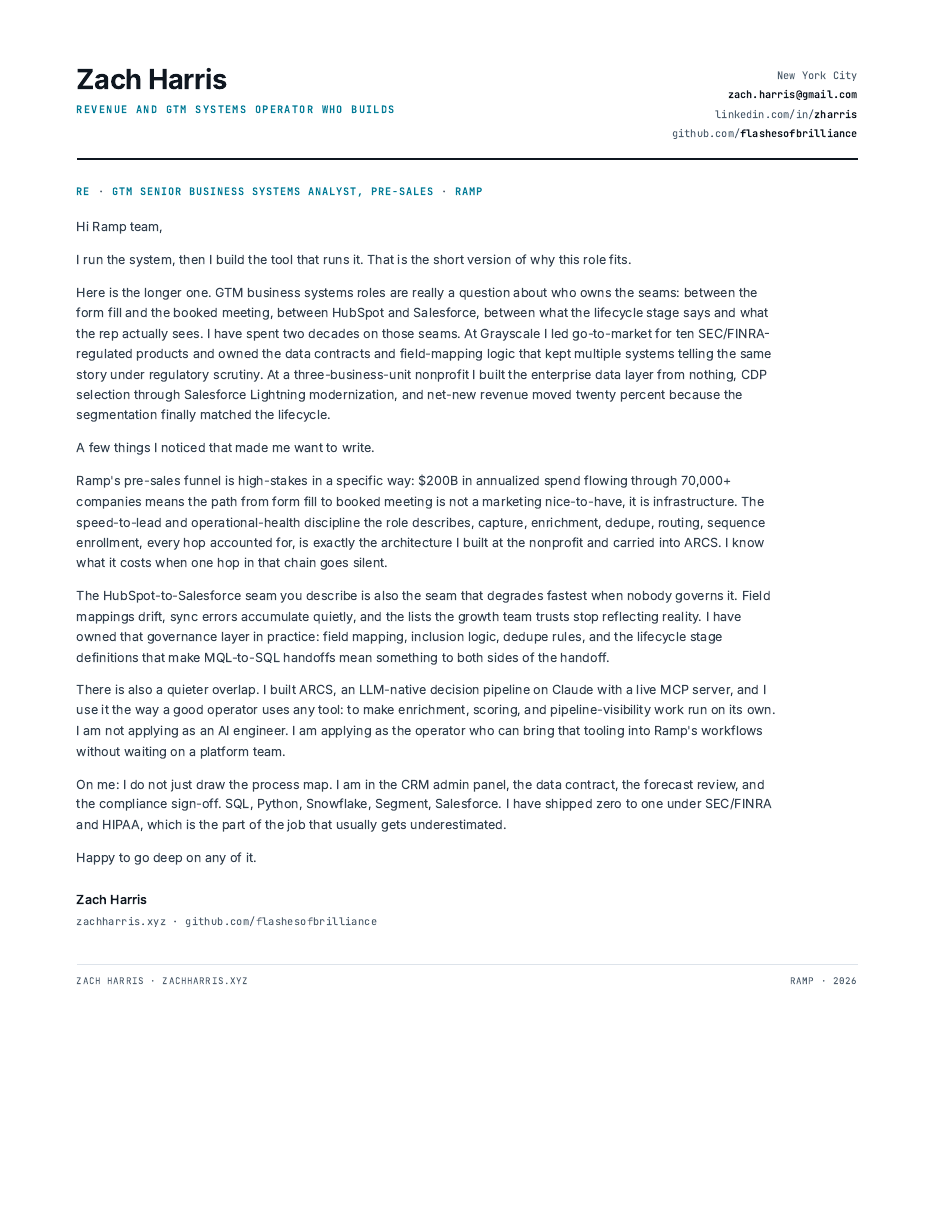 Zach Harris
REVENUE AND GTM SYSTEMS OPERATOR WHO BUILDS
New York City
zach.harris@gmail.com
linkedin.com/in/zharris
github.com/flashesofbrilliance
RE · GTM SENIOR BUSINESS SYSTEMS ANALYST, PRE-SALES · RAMP
Hi Ramp team,
I run the system, then I build the tool that runs it. That is the short version of why this role fits.
Here is the longer one. GTM business systems roles are really a question about who owns the seams: between the
form fill and the booked meeting, between HubSpot and Salesforce, between what the lifecycle stage says and what
the rep actually sees. I have spent two decades on those seams. At Grayscale I led go-to-market for ten SEC/FINRA-
regulated products and owned the data contracts and field-mapping logic that kept multiple systems telling the same
story under regulatory scrutiny. At a three-business-unit nonprofit I built the enterprise data layer from nothing, CDP
selection through Salesforce Lightning modernization, and net-new revenue moved twenty percent because the
segmentation finally matched the lifecycle.
A few things I noticed that made me want to write.
Ramp's pre-sales funnel is high-stakes in a specific way: $200B in annualized spend flowing through 70,000+
companies means the path from form fill to booked meeting is not a marketing nice-to-have, it is infrastructure. The
speed-to-lead and operational-health discipline the role describes, capture, enrichment, dedupe, routing, sequence
enrollment, every hop accounted for, is exactly the architecture I built at the nonprofit and carried into ARCS. I know
what it costs when one hop in that chain goes silent.
The HubSpot-to-Salesforce seam you describe is also the seam that degrades fastest when nobody governs it. Field
mappings drift, sync errors accumulate quietly, and the lists the growth team trusts stop reflecting reality. I have
owned that governance layer in practice: field mapping, inclusion logic, dedupe rules, and the lifecycle stage
definitions that make MQL-to-SQL handoffs mean something to both sides of the handoff.
There is also a quieter overlap. I built ARCS, an LLM-native decision pipeline on Claude with a live MCP server, and I
use it the way a good operator uses any tool: to make enrichment, scoring, and pipeline-visibility work run on its own.
I am not applying as an AI engineer. I am applying as the operator who can bring that tooling into Ramp's workflows
without waiting on a platform team.
On me: I do not just draw the process map. I am in the CRM admin panel, the data contract, the forecast review, and
the compliance sign-off. SQL, Python, Snowflake, Segment, Salesforce. I have shipped zero to one under SEC/FINRA
and HIPAA, which is the part of the job that usually gets underestimated.
Happy to go deep on any of it.
Zach Harris
zachharris.xyz · github.com/flashesofbrilliance
ZACH HARRIS · ZACHHARRIS.XYZ
RAMP · 2026